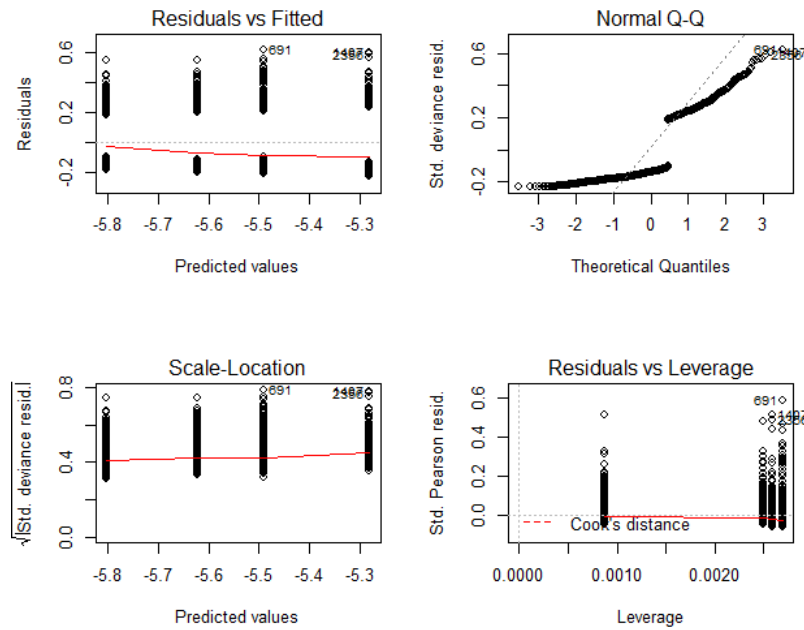 Residuals vs Fitted
Residuals
0.6
0.2
-0.2
691
-5.8 -5.7 -5.6 -5.5 -5.4 -5.3
Predicted values
Normal Q-Q
Std. deviance resid.
0.6
0.2
-0.2
691
-3 -2 -1 0 1 2 3
Theoretical Quantiles
Scale-Location
√|Std. deviance resid.|
0.8
0.4
0.0
691
-5.8 -5.7 -5.6 -5.5 -5.4 -5.3
Predicted values
Residuals vs Leverage
Std. Pearson resid.
0.6
0.4
0.2
0.0
691
Cook's distance
0.0000 0.0010 0.0020
Leverage